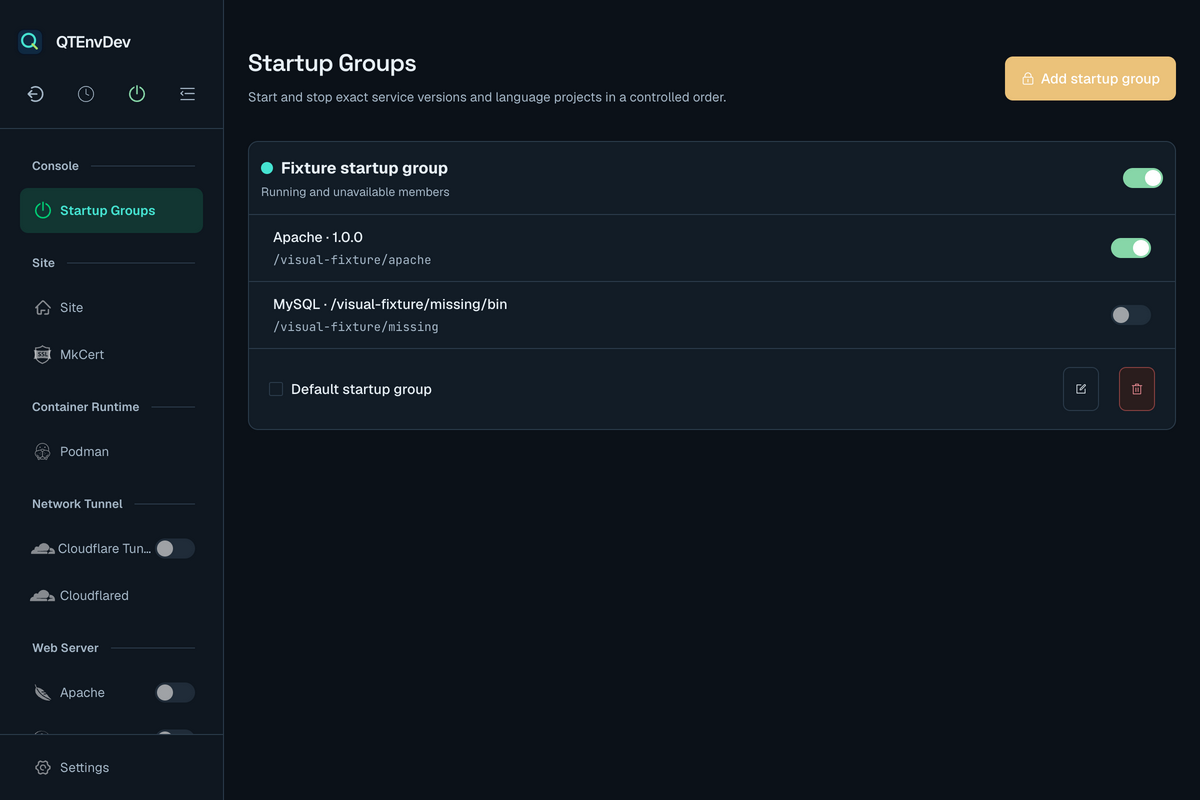 QTEnvDev
Console
Startup Groups
Site
Site
MkCert
Container Runtime
Podman
Network Tunnel
Cloudflare Tun...
Cloudflared
Web Server
Apache
Settings
Startup Groups
Start and stop exact service versions and language projects in a controlled order.
Add startup group
Fixture startup group
Running and unavailable members
Apache · 1.0.0
/visual-fixture/apache
MySQL · /visual-fixture/missing/bin
/visual-fixture/missing
Default startup group